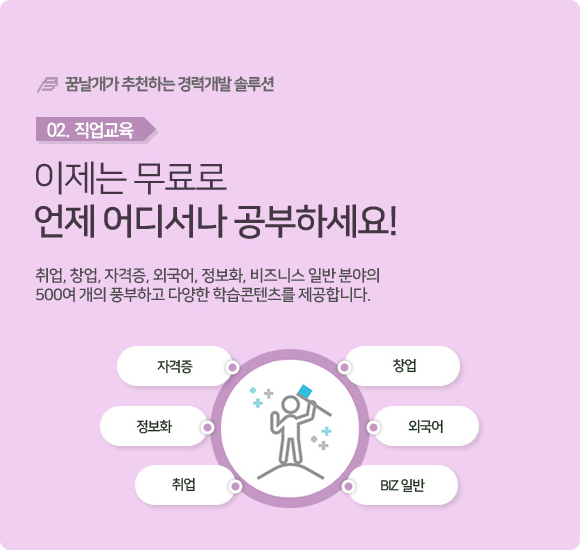 꿈날개가 추천하는 경력개발 솔루션
02. 직업교육
이제는 무료로
언제 어디서나 공부하세요!
취업, 창업, 자격증, 외국어, 정보화, 비즈니스 일반 분야의
500여 개의 풍부하고 다양한 학습콘텐츠를 제공합니다.
자격증
창업
정보화
외국어
취업
BIZ 일반